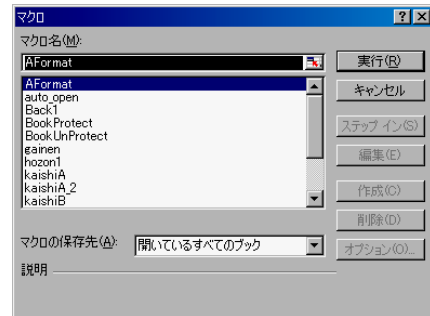 マクロ
マクロ名(M):
AFormat
実行(R)
AFormat
auto_open
Back1
BookProtect
BookUnProtect
gainen
hozon1
kaishiA
kaishiA_2
kaishiB
キャンセル
ステップ イン(S)
編集(E)
作成(C)
削除(D)
マクロの保存先(A):
開いているすべてのブック
オプション(O)...
説明